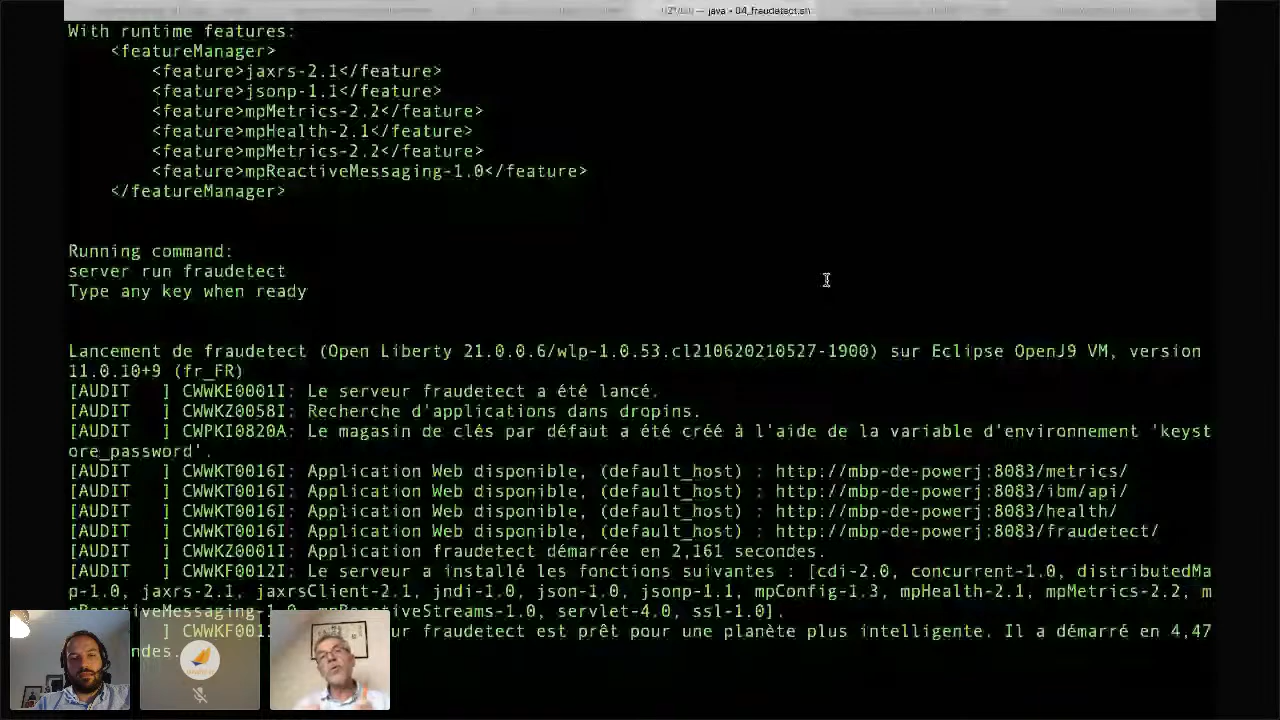 java • 04_fraudetect.sh
With runtime features:
<featureManager>
<feature>jaxrs-2.1</feature>
<feature>jsonp-1.1</feature>
<feature>mpMetrics-2.2</feature>
<feature>mpHealth-2.1</feature>
<feature>mpMetrics-2.2</feature>
<feature>mpReactiveMessaging-1.0</feature>
</featureManager>
Running command:
server run fraudetect
Type any key when ready
Lancement de fraudetect (Open Liberty 21.0.0.6/wlp-1.0.53.cl210620210527-1900) sur Eclipse OpenJ9 VM, version
11.0.10+9 (fr_FR)
[AUDIT   ] CWWKE0001I: Le serveur fraudetect a été lancé.
[AUDIT   ] CWWKZ0058I: Recherche d'applications dans dropins.
[AUDIT   ] CWPKI0820A: Le magasin de clés par défaut a été créé à l'aide de la variable d'environnement 'keyst
ore_password'.
[AUDIT   ] CWWKT0016I: Application Web disponible, (default_host) : http://mbp-de-powerj:8083/metrics/
[AUDIT   ] CWWKT0016I: Application Web disponible, (default_host) : http://mbp-de-powerj:8083/ibm/api/
[AUDIT   ] CWWKT0016I: Application Web disponible, (default_host) : http://mbp-de-powerj:8083/health/
[AUDIT   ] CWWKT0016I: Application Web disponible, (default_host) : http://mbp-de-powerj:8083/fraudetect/
[AUDIT   ] CWWKZ0001I: Application fraudetect démarrée en 2,161 secondes.
[AUDIT   ] CWWKF0012I: Le serveur a installé les fonctions suivantes : [cdi-2.0, concurrent-1.0, distributedMa
p-1.0, jaxrs-2.1, jaxrsClient-2.1, jndi-1.0, json-1.0, jsonp-1.1, mpConfig-1.3, mpHealth-2.1, mpMetrics-2.2, m
pReactiveMessaging-1.0, mpReactiveStreams-1.0, servlet-4.0, ssl-1.0].
] CWWKF001 ur fraudetect est prêt pour une planète plus intelligente. Il a démarré en 4,47
ndes.